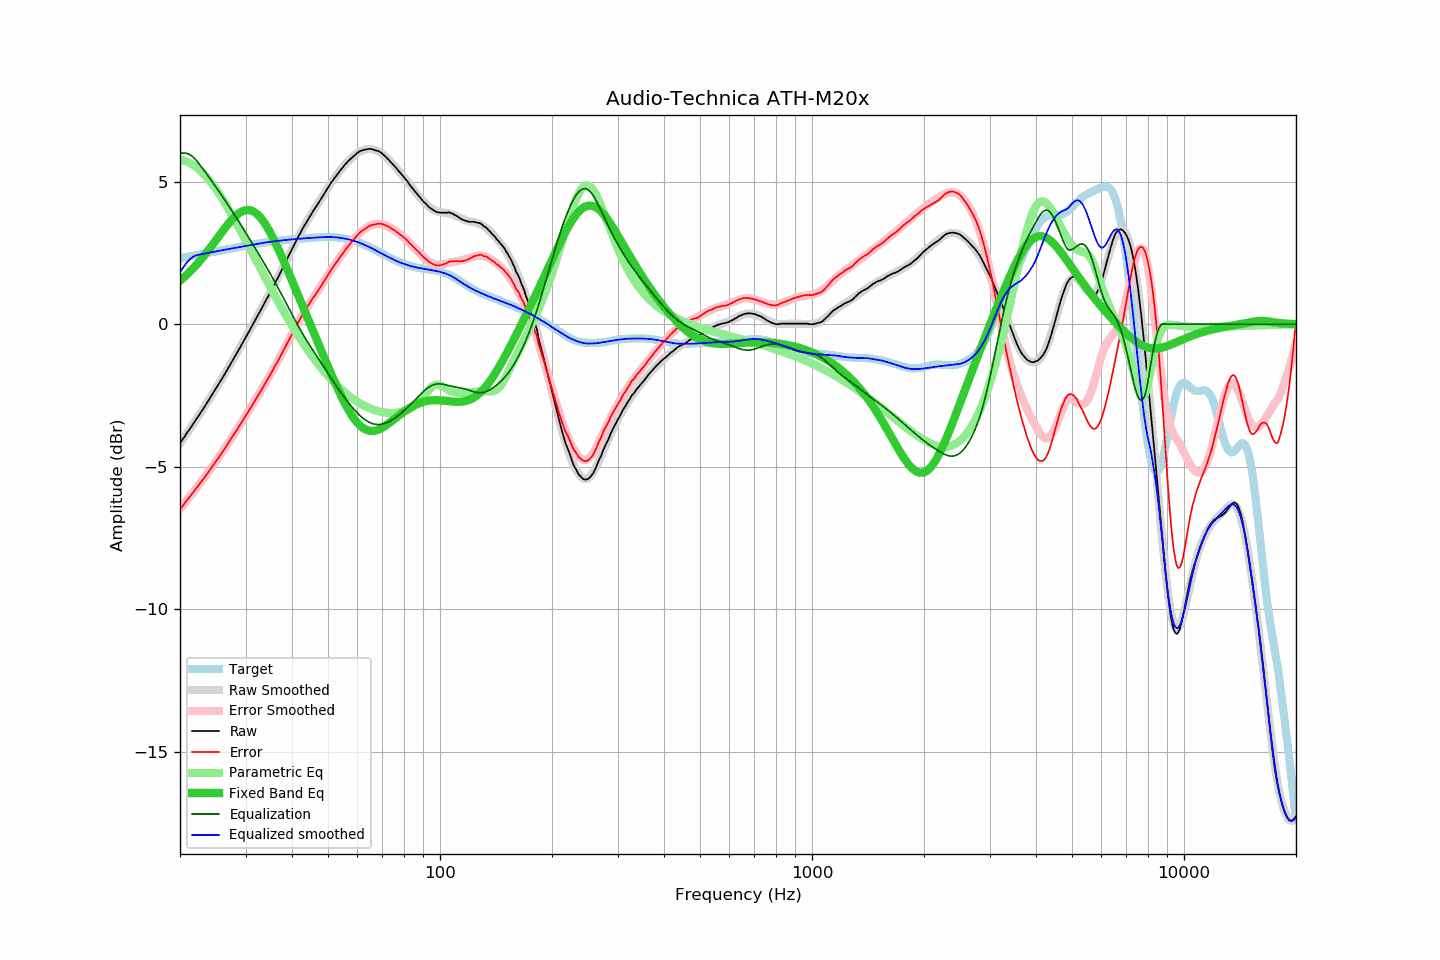 Audio-Technica ATH-M20x
Amplitude (dBr)
5
0
−5
−10
−15
Target
Raw Smoothed
Error Smoothed
Raw
Error
Parametric Eq
Fixed Band Eq
Equalization
Equalized smoothed
100
1000
10000
Frequency (Hz)